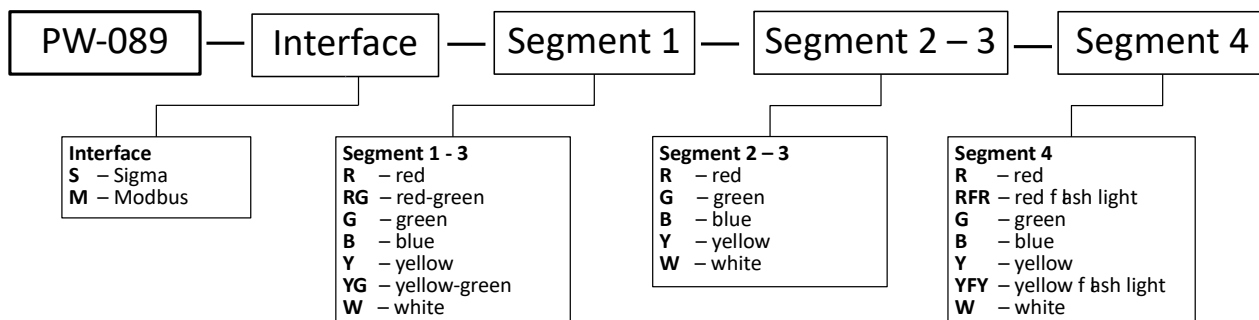 PW-089 — Interface — Segment 1 — Segment 2 – 3 — Segment 4
Interface
S – Sigma
M – Modbus
Segment 1 - 3
R – red
RG – red-green
G – green
B – blue
Y – yellow
YG – yellow-green
W – white
Segment 2 – 3
R – red
G – green
B – blue
Y – yellow
W – white
Segment 4
R – red
RFR – red flash light
G – green
B – blue
Y – yellow
YFY – yellow flash light
W – white